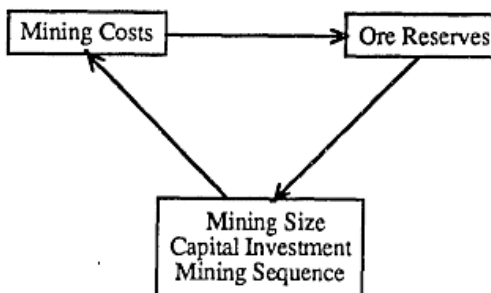 Mining Costs
Ore Reserves
Mining Size
Capital Investment
Mining Sequence